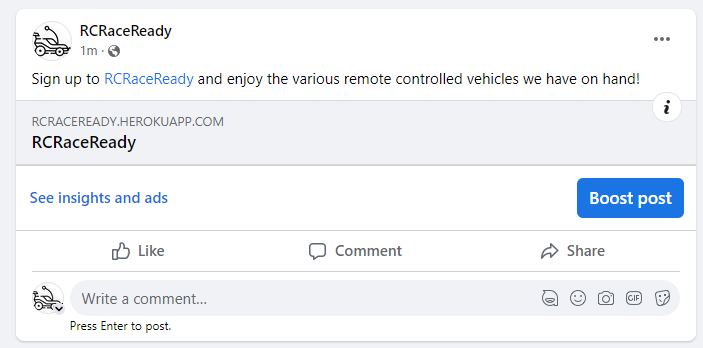 RCRaceReady
1m ·
Sign up to RCRaceReady and enjoy the various remote controlled vehicles we have on hand!
RCRACEREADY.HEROKUAPP.COM
RCRaceReady
i
See insights and ads Boost post
Like Comment Share
Write a comment... GIF
Press Enter to post.